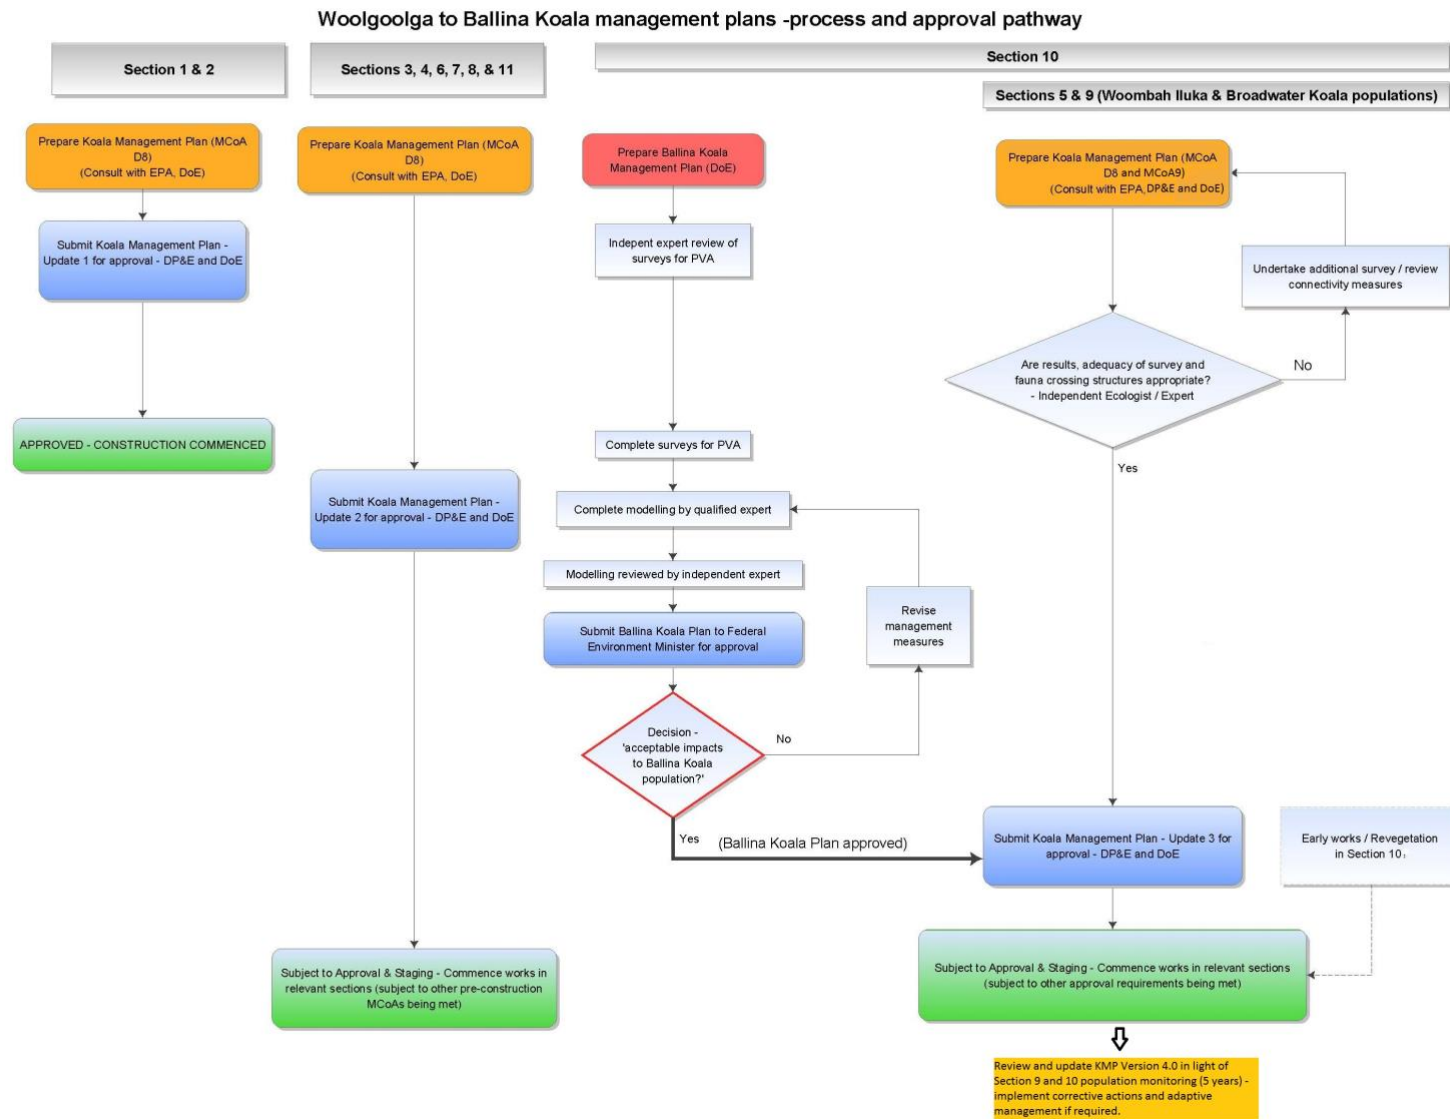 Woolgoolga to Ballina Koala management plans -process and approval pathway
Section 1 & 2
Sections 3, 4, 6, 7, 8, & 11
Section 10
Sections 5 & 9 (Woombah Iluka & Broadwater Koala populations)
Prepare Koala Management Plan (MCoA
D8)
(Consult with EPA, DoE)
Submit Koala Management Plan -
Update 1 for approval - DP&E and DoE
APPROVED - CONSTRUCTION COMMENCED
Prepare Koala Management Plan (MCoA
D8)
(Consult with EPA, DoE)
Submit Koala Management Plan -
Update 2 for approval - DP&E and DoE
Subject to Approval & Staging - Commence works in
relevant sections (subject to other pre-construction
MCoAs being met)
Prepare Ballina Koala
Management Plan (DoE)
Indepent expert review of
surveys for PVA
Complete surveys for PVA
Complete modelling by qualified expert
Modelling reviewed by independent expert
Submit Ballina Koala Plan to Federal
Environment Minister for approval
Decision -
'acceptable impacts
to Ballina Koala
population?'
No
Revise
management
measures
Yes
(Ballina Koala Plan approved)
Prepare Koala Management Plan (MCoA
D8 and MCoA9)
(Consult with EPA, DP&E and DoE)
Undertake additional survey / review
connectivity measures
Are results, adequacy of survey and
fauna crossing structures appropriate?
- Independent Ecologist / Expert
No
Yes
Submit Koala Management Plan - Update 3 for
approval - DP&E and DoE
Early works / Revegetation
in Section 10
Subject to Approval & Staging - Commence works in relevant sections
(subject to other approval requirements being met)
Review and update KMP Version 4.0 in light of
Section 9 and 10 population monitoring (5 years) -
implement corrective actions and adaptive
management if required.